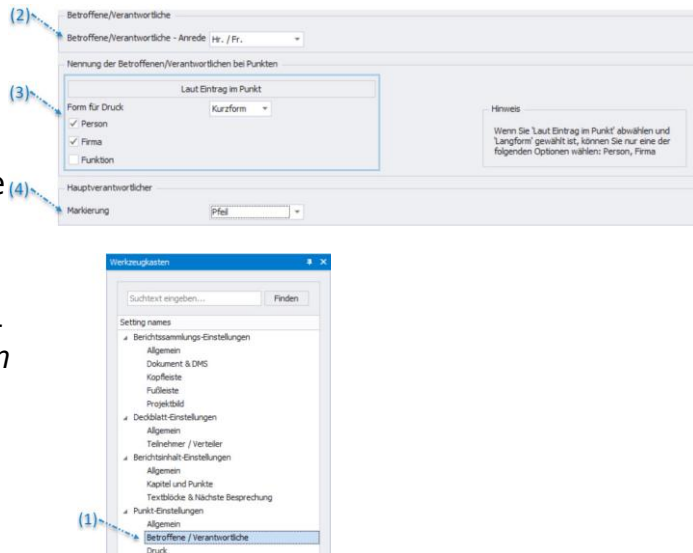 (2)
Betroffene/Verantwortliche
Betroffene/Verantwortliche - Anrede Hr. / Fr.
Nennung der Betroffenen/Verantwortlichen bei Punkten
(3)
Laut Eintrag im Punkt
Form für Druck Kurzform
Person
Firma
Funktion
Hinweis
Wenn Sie 'Laut Eintrag im Punkt' abwählen und
'Langform' gewählt ist, können Sie nur eine der
folgenden Optionen wählen: Person, Firma
e
(4)
Hauptverantwortlicher
Markierung Pfeil
Werkzeugkasten
Suchtext eingeben... Finden
Setting names
Berichtssammlungs-Einstellungen
Allgemein
Dokument & DMS
Kopfleiste
Fußleiste
Projektbild
Deckblatt-Einstellungen
Allgemein
Teilnehmer / Verteiler
Berichtsinhalt-Einstellungen
Allgemein
Kapitel und Punkte
Textblöcke & Nächste Besprechung
Punkt-Einstellungen
Allgemein
(1)
Betroffene / Verantwortliche
Druck
n